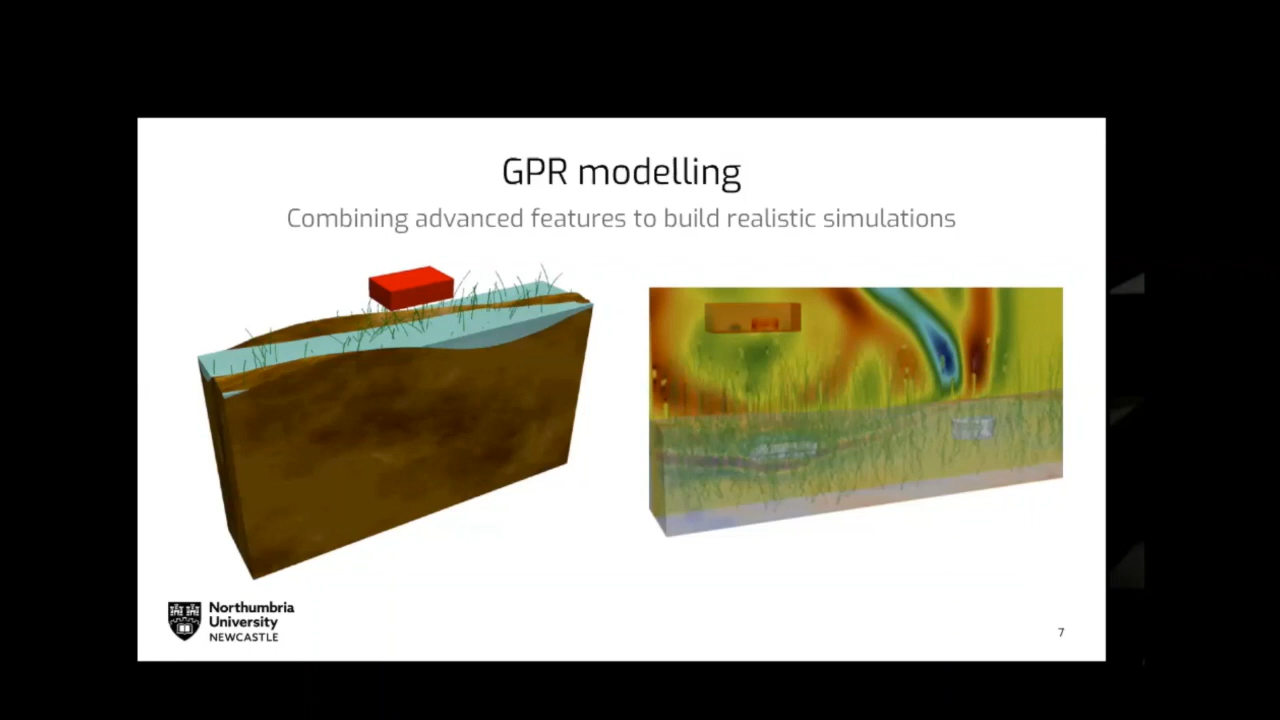 GPR modelling
Combining advanced features to build realistic simulations
Northumbria
University
NEWCASTLE
7